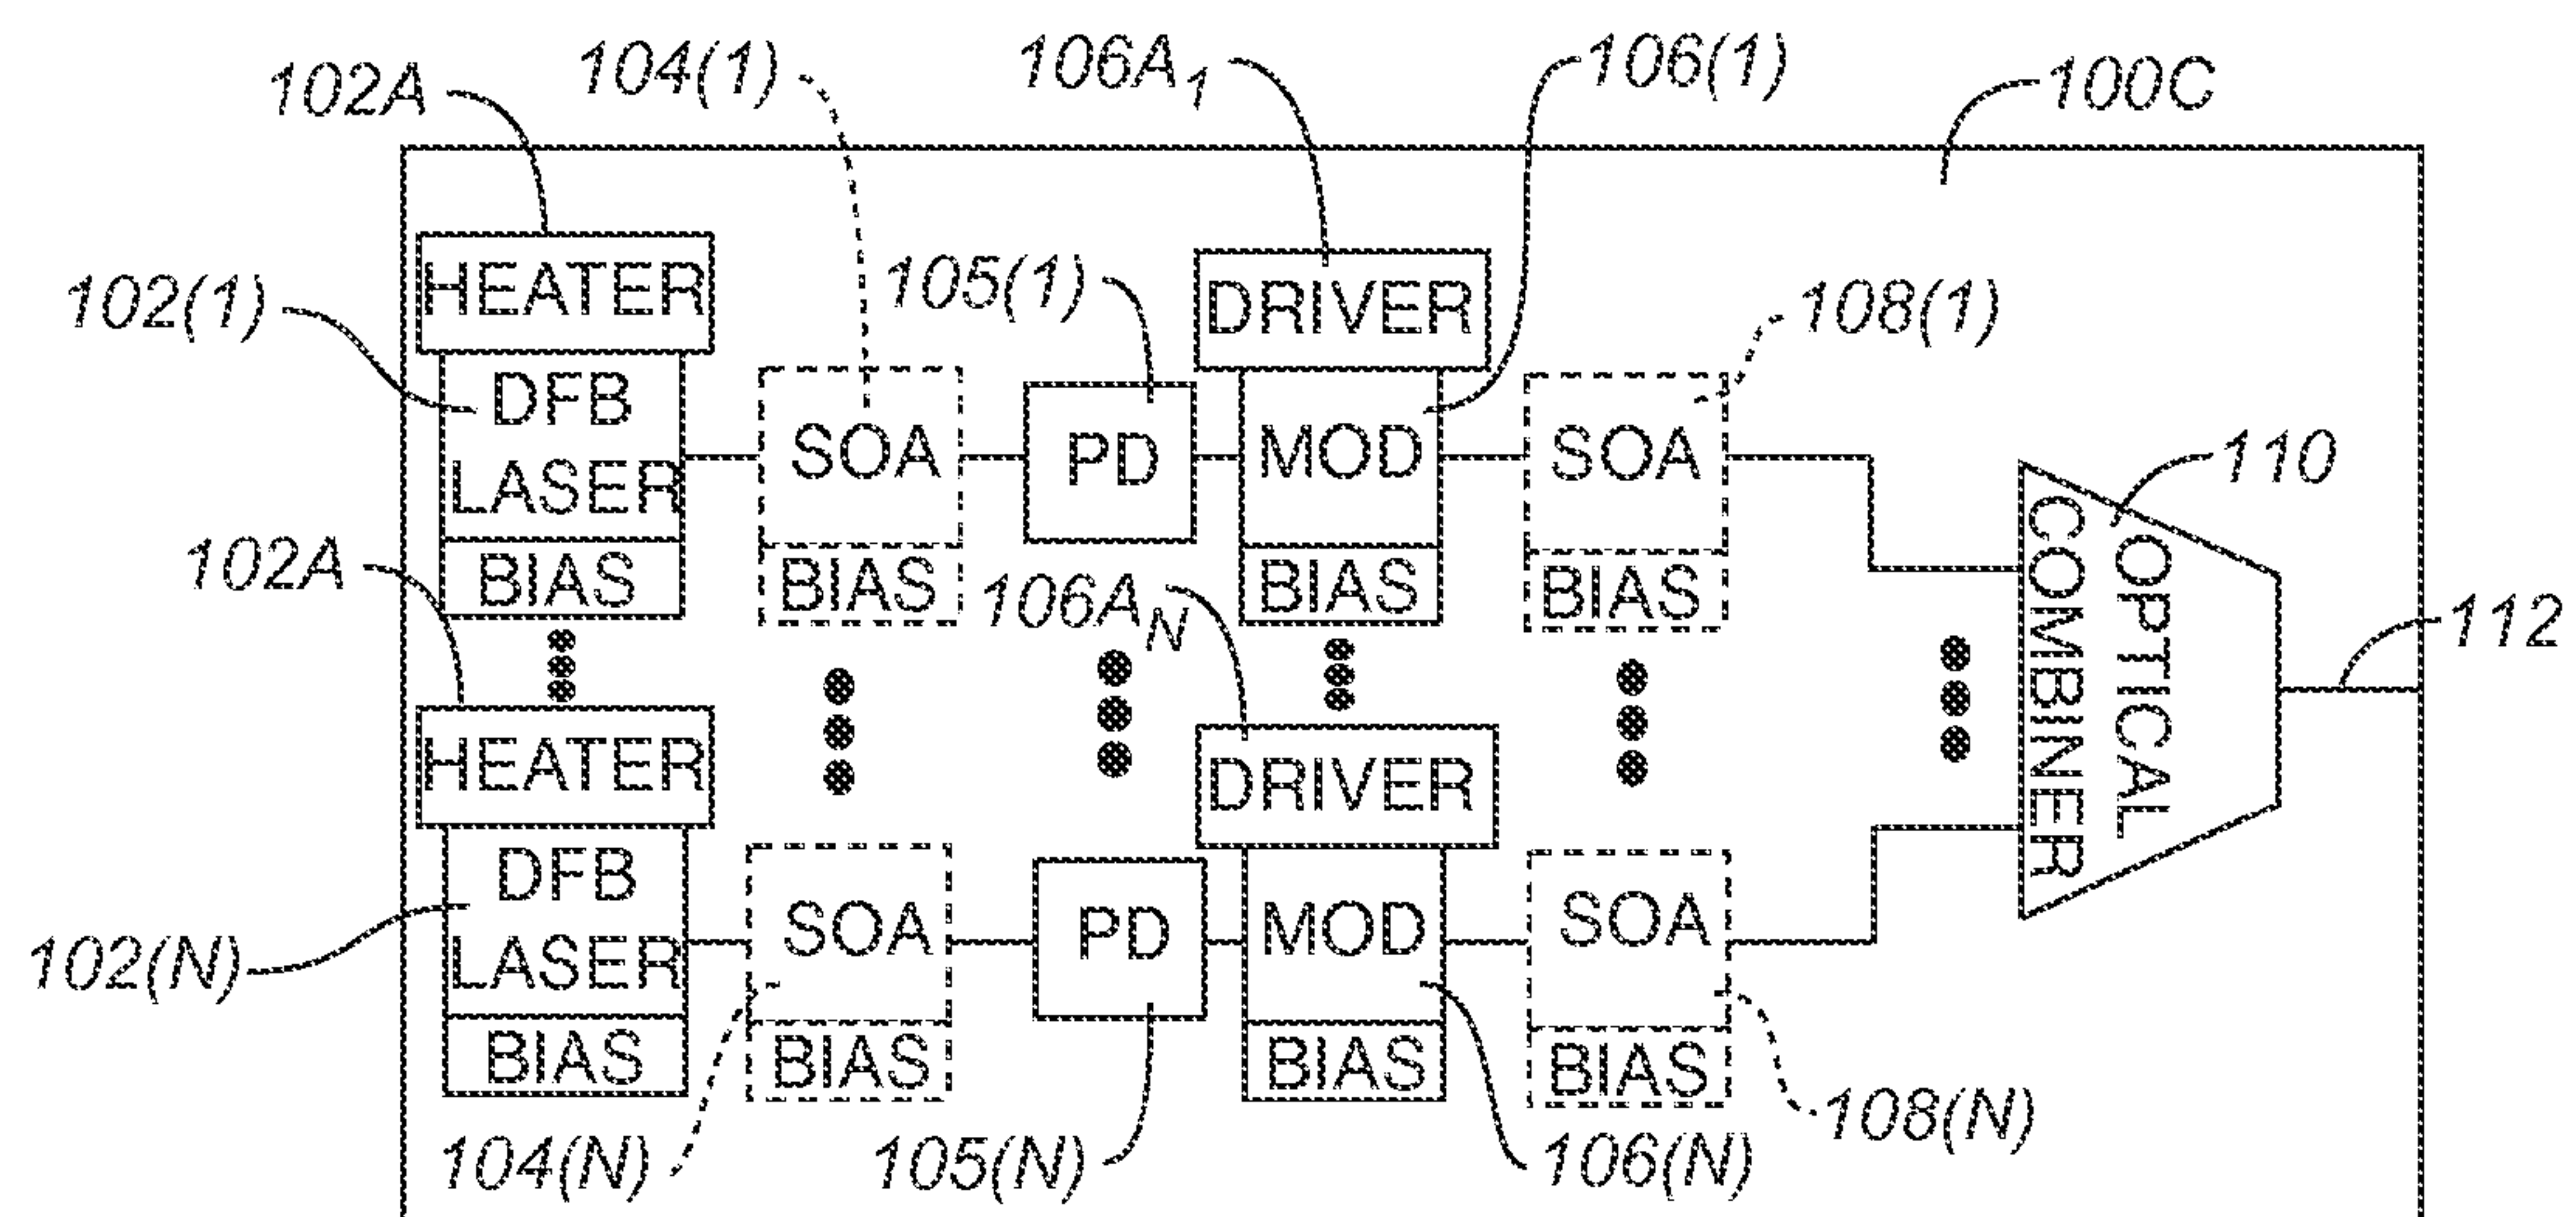 102A
104(1)
106A1
106(1)
100C
HEATER
102(1)
105(1)
DRIVER
108(1)
DFB
LASER
BIAS
SOA
BIAS
PD
MOD
BIAS
SOA
BIAS
110
OPTICAL
COMBINER
112
102A
106AN
HEATER
DRIVER
DFB
LASER
BIAS
SOA
BIAS
PD
MOD
BIAS
SOA
BIAS
102(N)
104(N)
105(N)
106(N)
108(N)